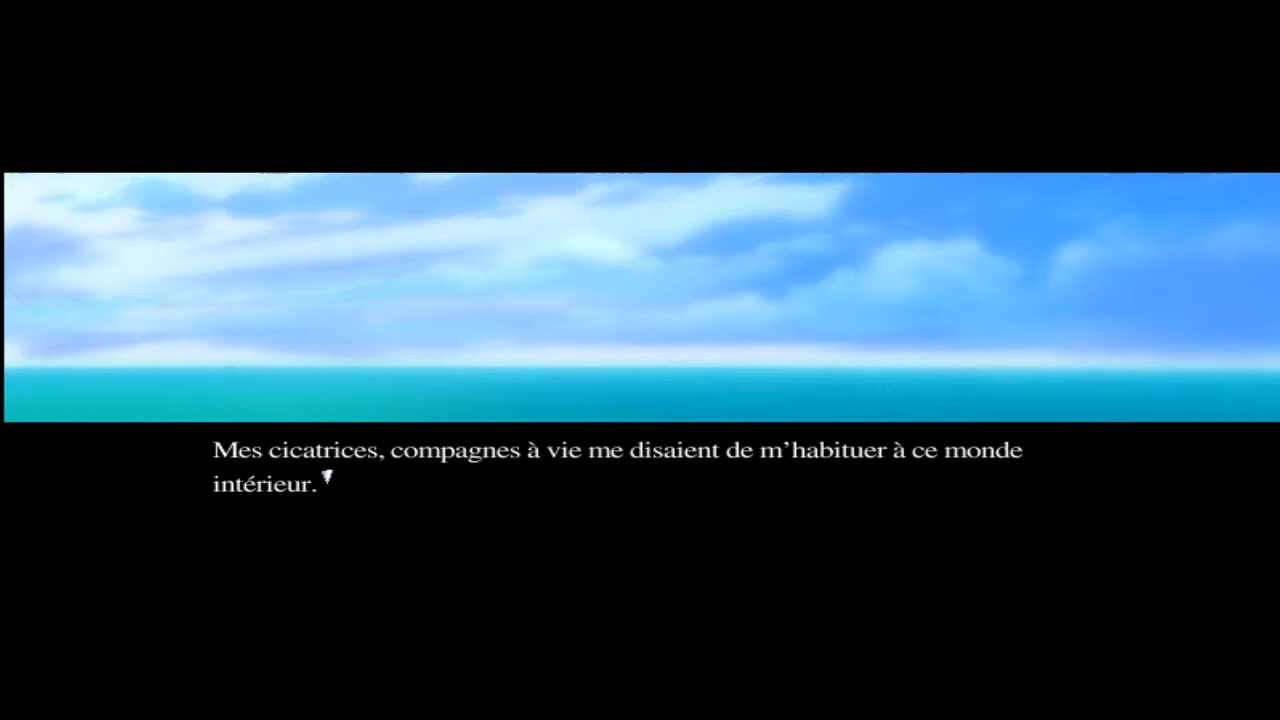 Mes cicatrices, compagnes à vie me disaient de m’habituer à ce monde
intérieur.